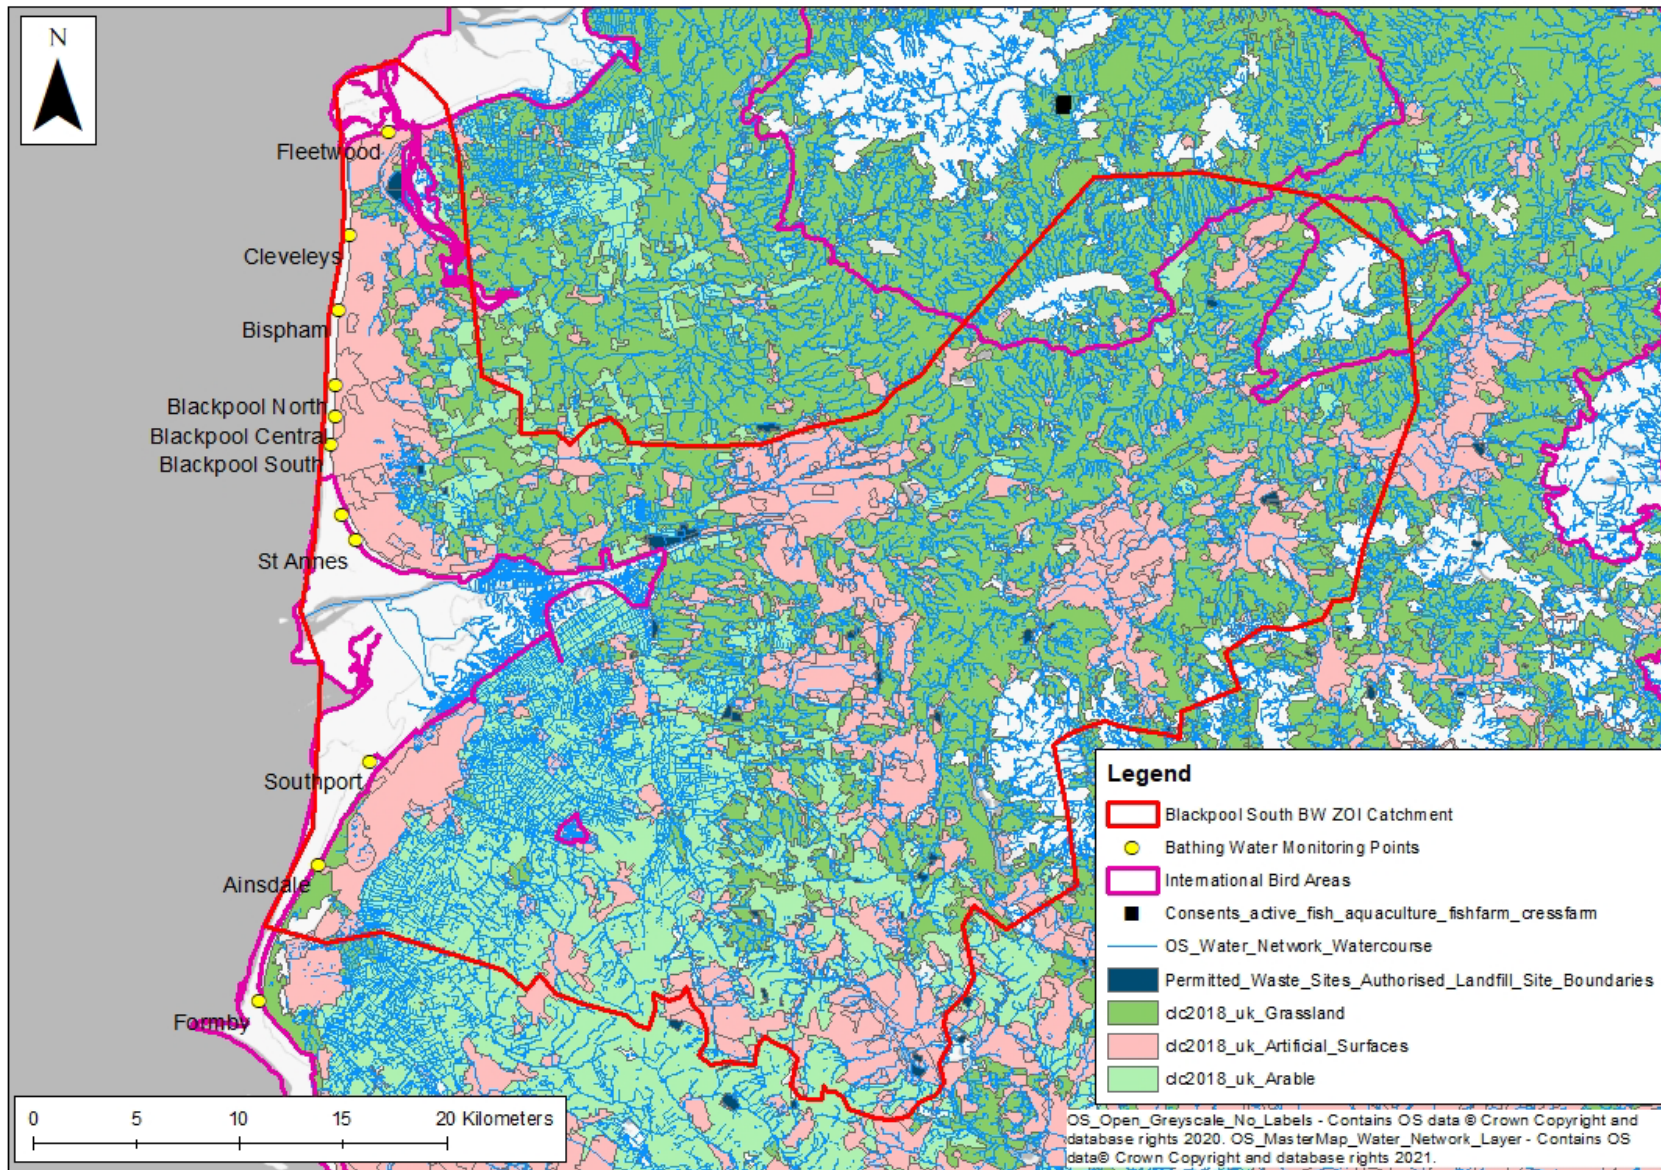 N
Fleetwood
Cleveleys
Bispham
Blackpool North
Blackpool Central
Blackpool South
St Annes
Southport
Ainsdale
Formby
Legend
Blackpool South BW ZOI Catchment
Bathing Water Monitoring Points
International Bird Areas
Consents_active_fish_aquaculture_fishfarm_cressfarm
OS_Water_Network_Watercourse
Permitted_Waste_Sites_Authorised_Landfill_Site_Boundaries
clc2018_uk_Grassland
clc2018_uk_Artificial_Surfaces
clc2018_uk_Arable
0 5 10 15 20 Kilometers
OS_Open_Greyscale_No_Labels - Contains OS data © Crown Copyright and
database rights 2020. OS_MasterMap_Water_Network_Layer - Contains OS
data© Crown Copyright and database rights 2021.